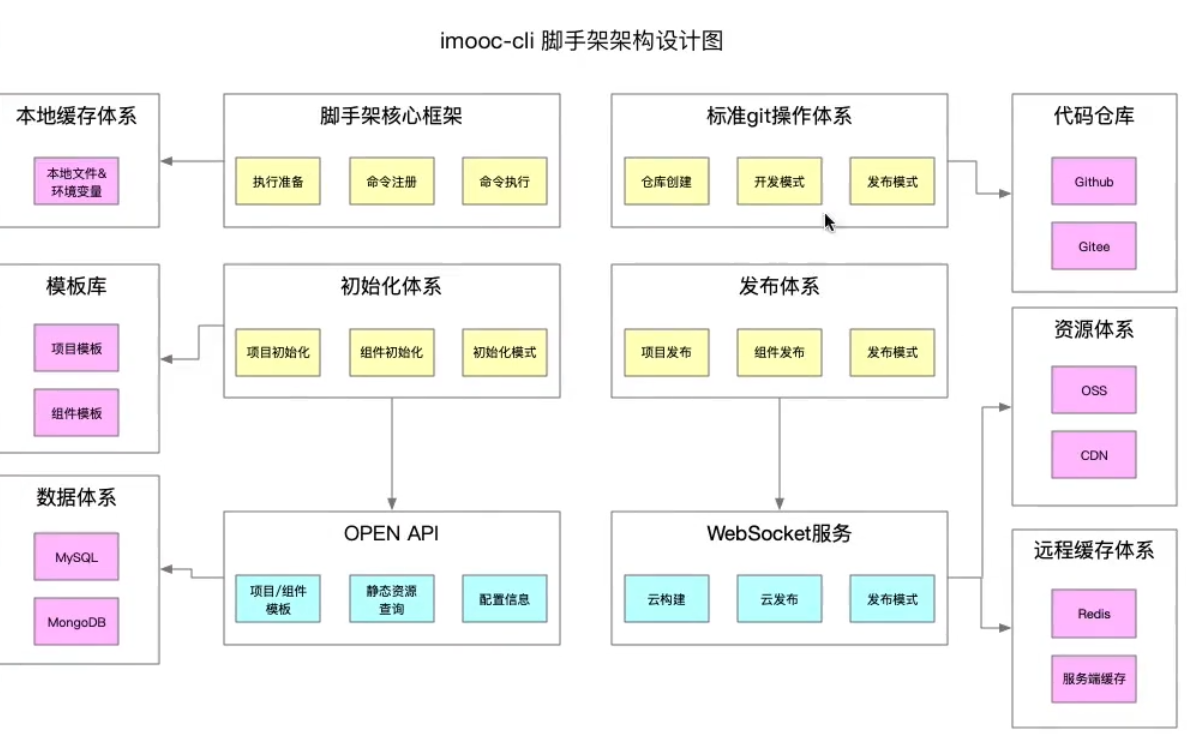 imooc-cli 脚手架架构设计图
本地缓存体系
本地文件&
环境变量
脚手架核心框架
执行准备
命令注册
命令执行
标准git操作体系
仓库创建
开发模式
发布模式
代码仓库
Github
Gitee
模板库
项目模板
组件模板
初始化体系
项目初始化
组件初始化
初始化模式
发布体系
项目发布
组件发布
发布模式
资源体系
OSS
CDN
数据体系
MySQL
MongoDB
OPEN API
项目/组件
模板
静态资源
查询
配置信息
WebSocket服务
云构建
云发布
发布模式
远程缓存体系
Redis
服务端缓存